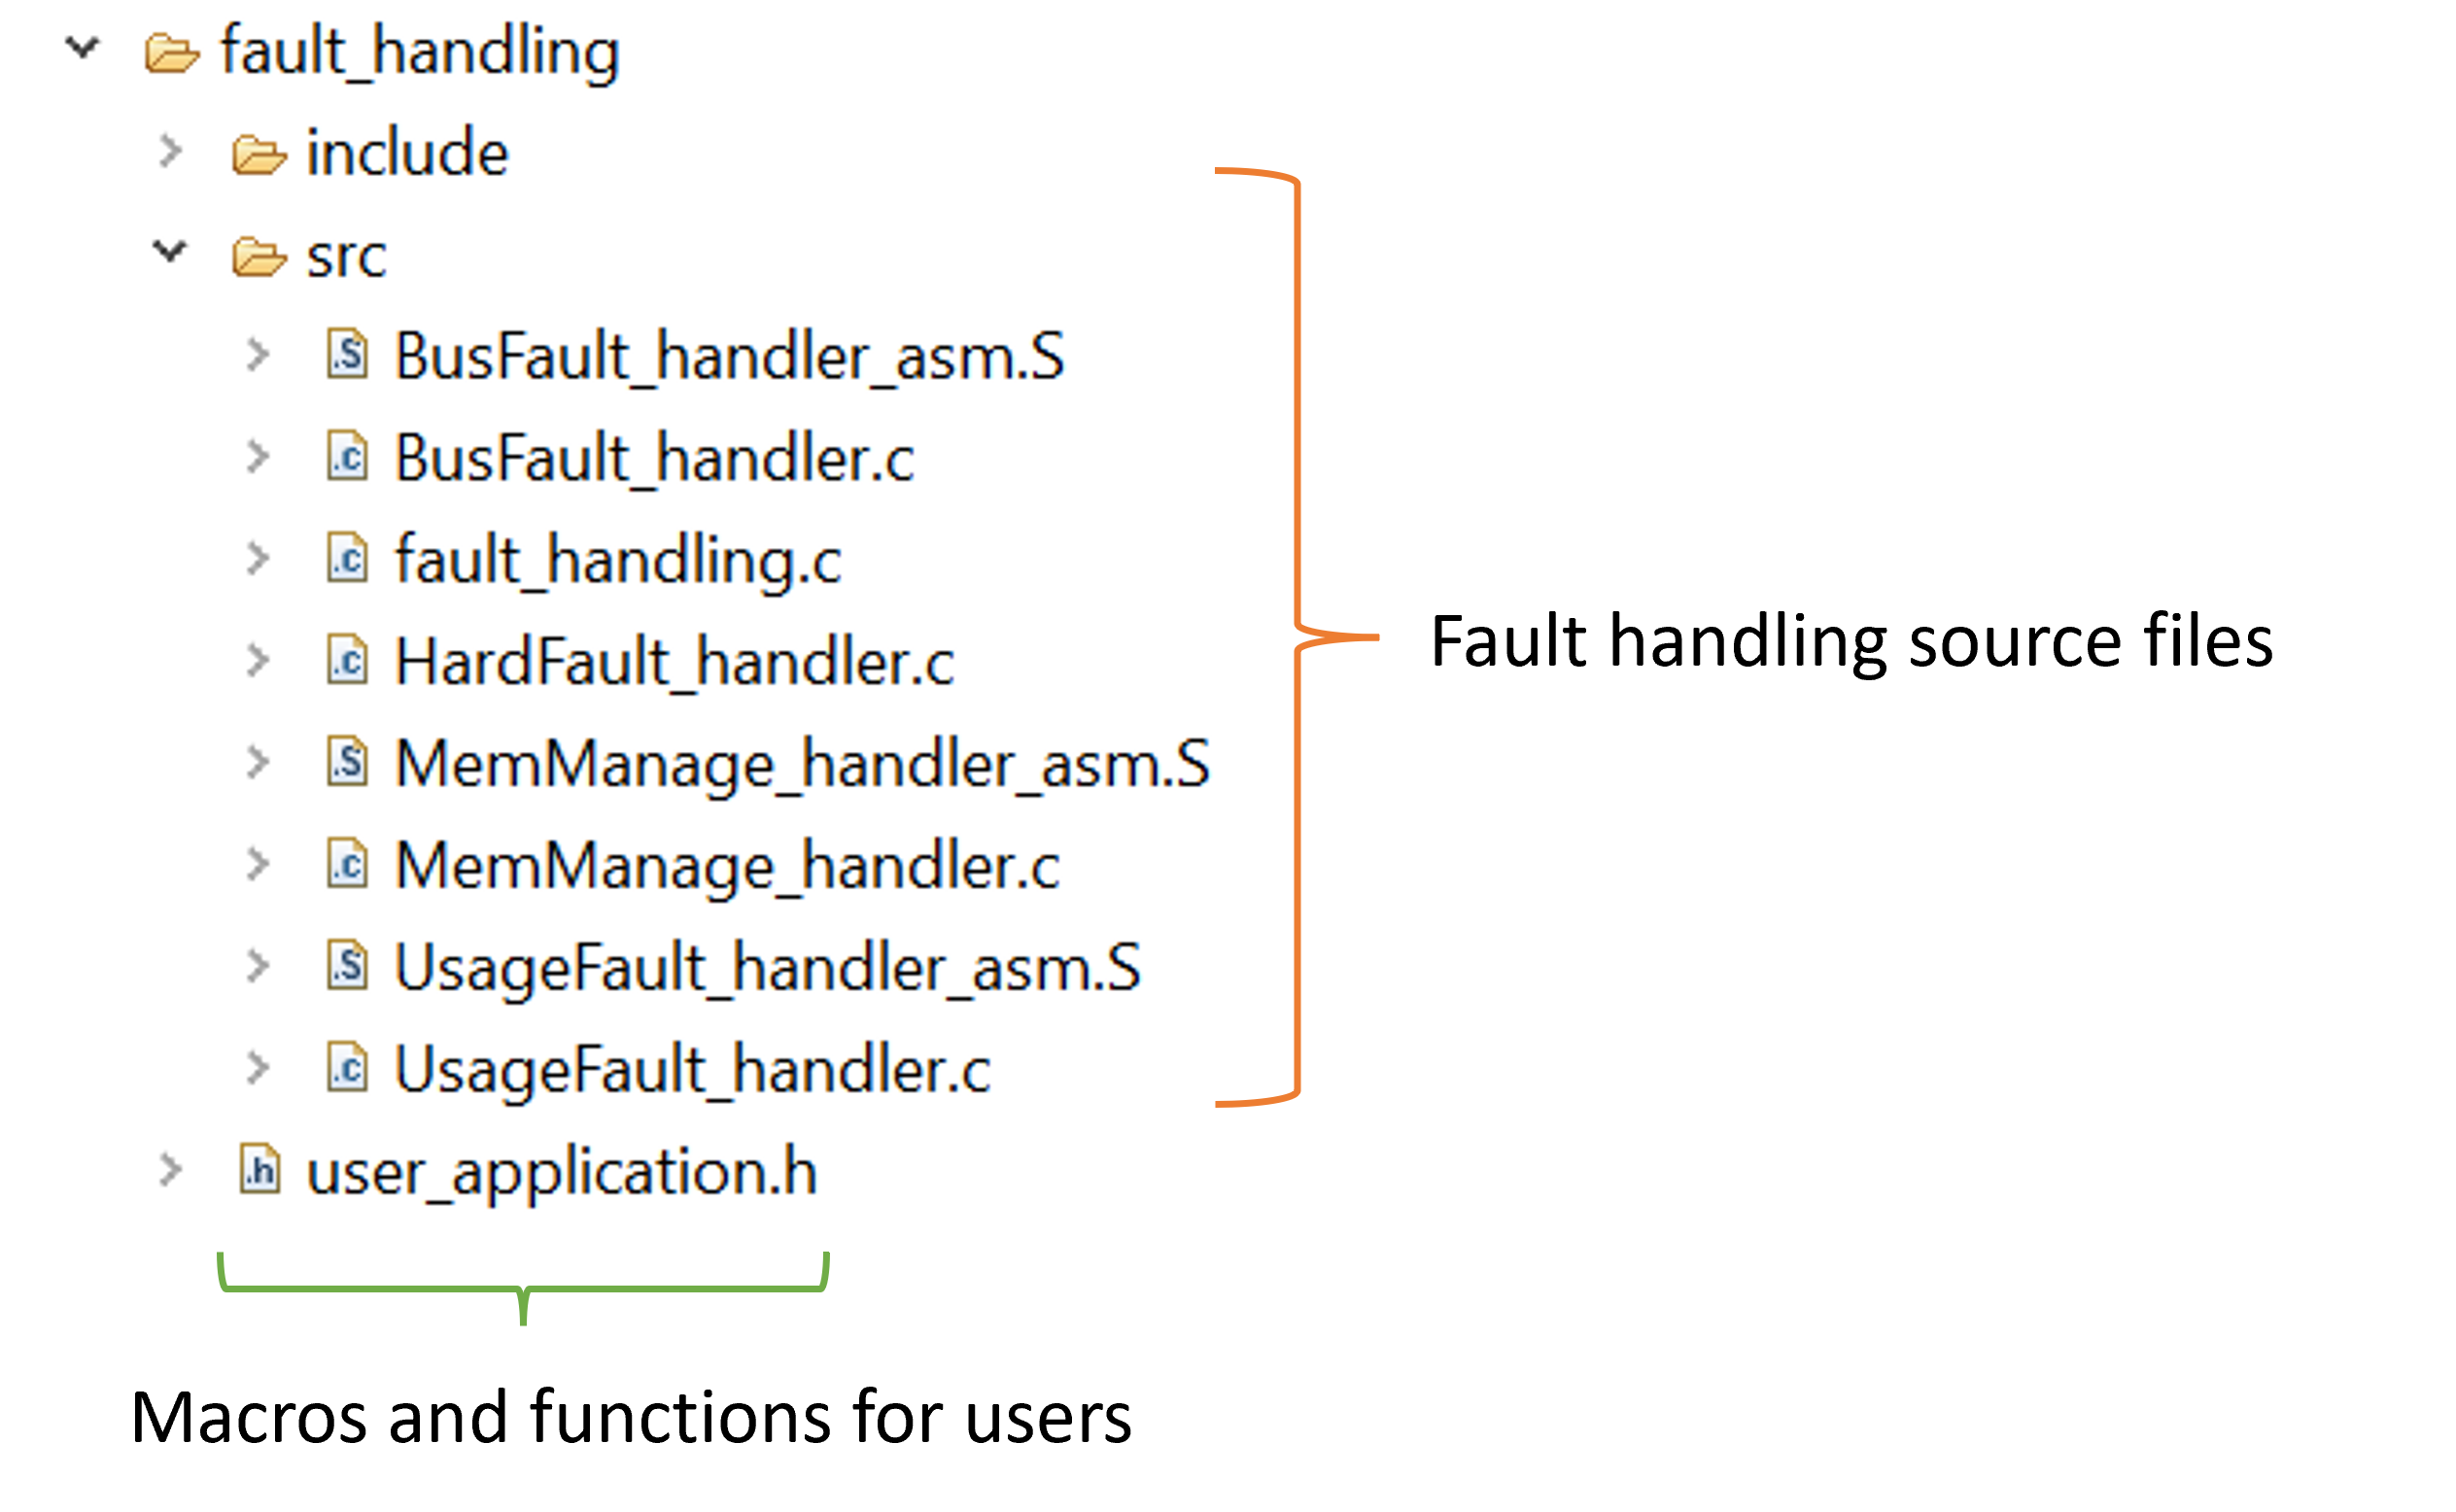 fault_handling
include
src
BusFault_handler_asm.S
BusFault_handler.c
fault_handling.c
HardFault_handler.c
MemManage_handler_asm.S
MemManage_handler.c
UsageFault_handler_asm.S
UsageFault_handler.c
user_application.h
Fault handling source files
Macros and functions for users